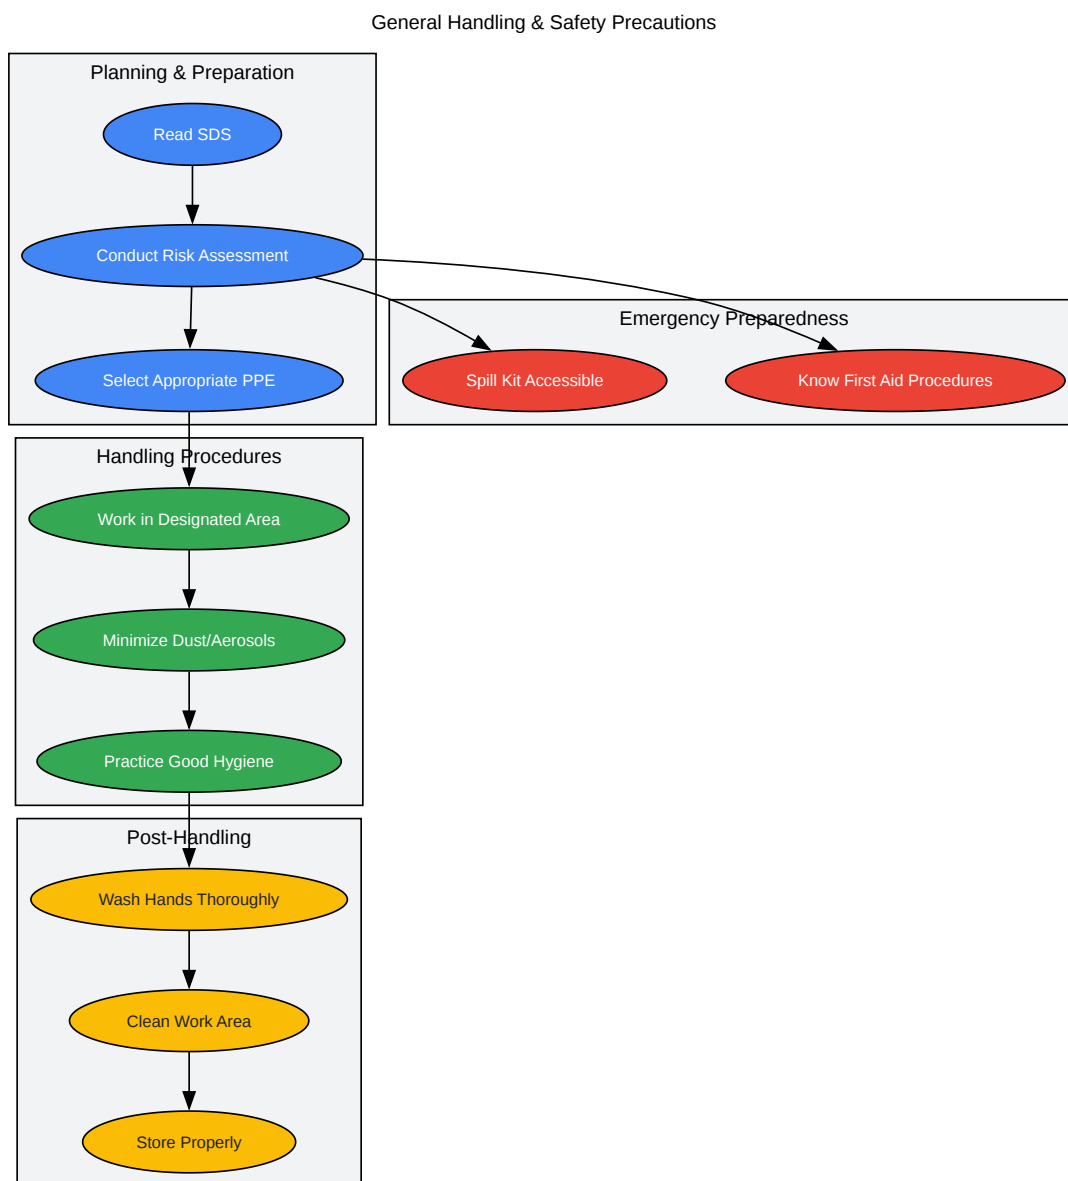 General Handling & Safety Precautions
Planning & Preparation
Read SDS
Conduct Risk Assessment
Select Appropriate PPE
Emergency Preparedness
Spill Kit Accessible
Know First Aid Procedures
Handling Procedures
Work in Designated Area
Minimize Dust/Aerosols
Practice Good Hygiene
Post-Handling
Wash Hands Thoroughly
Clean Work Area
Store Properly